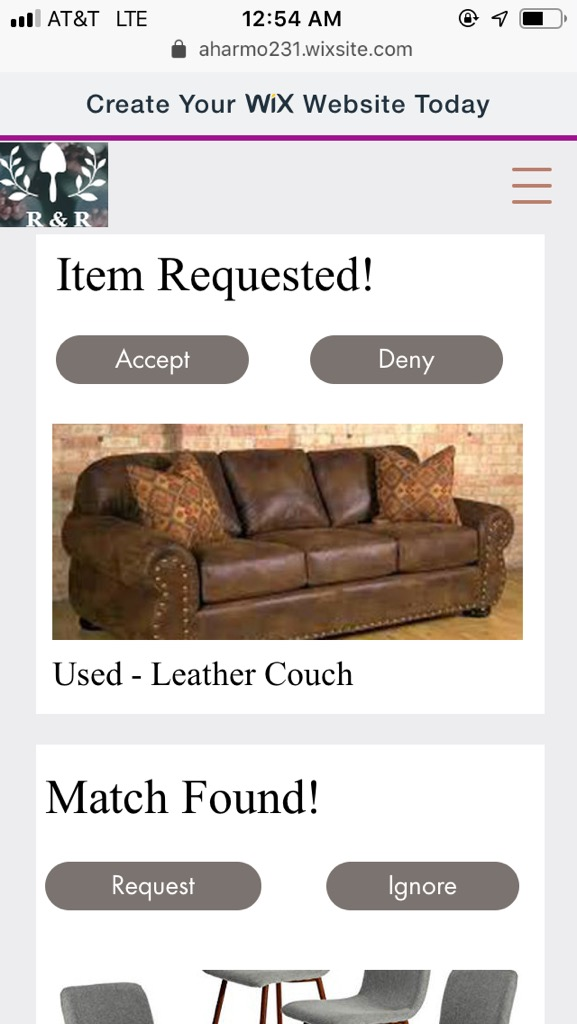 AT&T LTE 12:54 AM
aharmo231.wixsite.com
Create Your WiX Website Today
R & R
Item Requested!
Accept Deny
Used - Leather Couch
Match Found!
Request Ignore